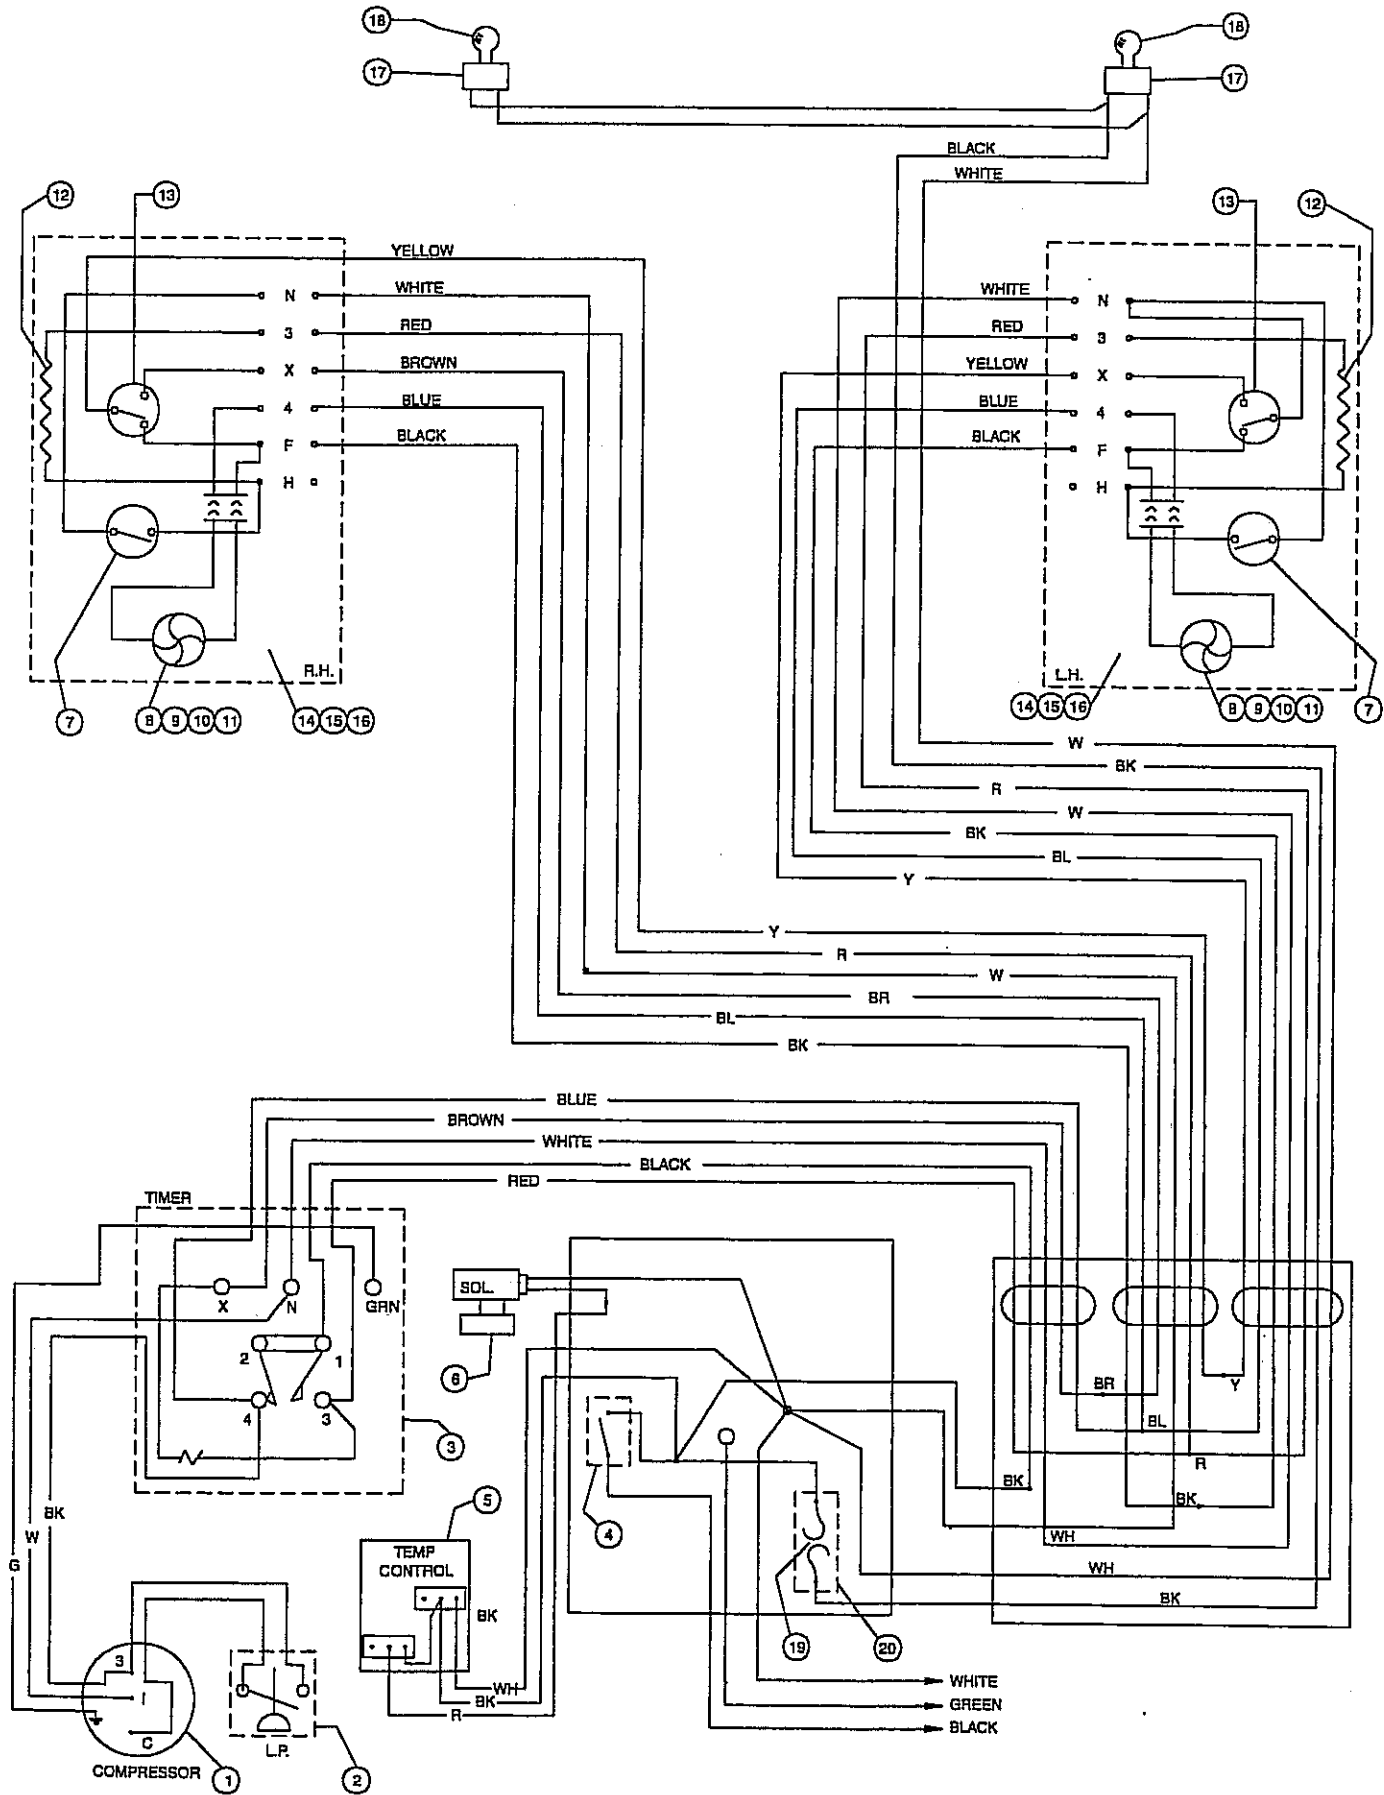 18
18
17
17
BLACK
WHITE
12
13
13
12
YELLOW
N
WHITE
3
RED
X
BROWN
4
BLUE
F
BLACK
H
WHITE
N
RED
3
YELLOW
X
BLUE
4
BLACK
F
H
R.H.
L.H.
7
8 9 10 11
14 15 16
14 15 16
8 9 10 11
7
W
BK
R
W
BK
BL
Y
Y
R
W
BR
BL
BK
BLUE
BROWN
WHITE
BLACK
RED
TIMER
X
N
GRN
2
1
4
3
3
SOL.
6
BR
Y
BL
R
BK
BK
WH
WH
BK
4
5
TEMP
CONTROL
BK
WH
BK
R
19
20
WHITE
GREEN
BLACK
BK
W
G
3
I
C
COMPRESSOR
1
L.P.
2